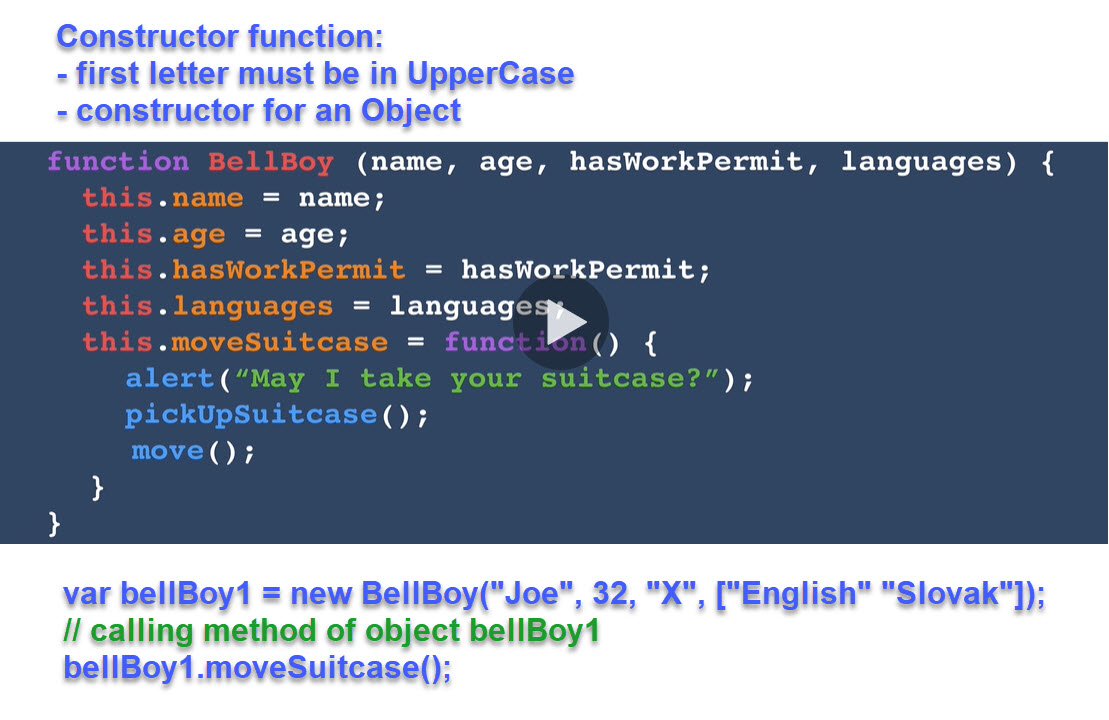 Constructor function:
- first letter must be in UpperCase
- constructor for an Object
function BellBoy (name, age, hasWorkPermit, languages) {
this.name = name;
this.age = age;
this.hasWorkPermit = hasWorkPermit;
this.languages = languages;
this.moveSuitcase = function() {
alert(“May I take your suitcase?”);
pickUpSuitcase();
move();
}
}
var bellBoy1 = new BellBoy("Joe", 32, "X", ["English" "Slovak"]);
// calling method of object bellBoy1
bellBoy1.moveSuitcase();